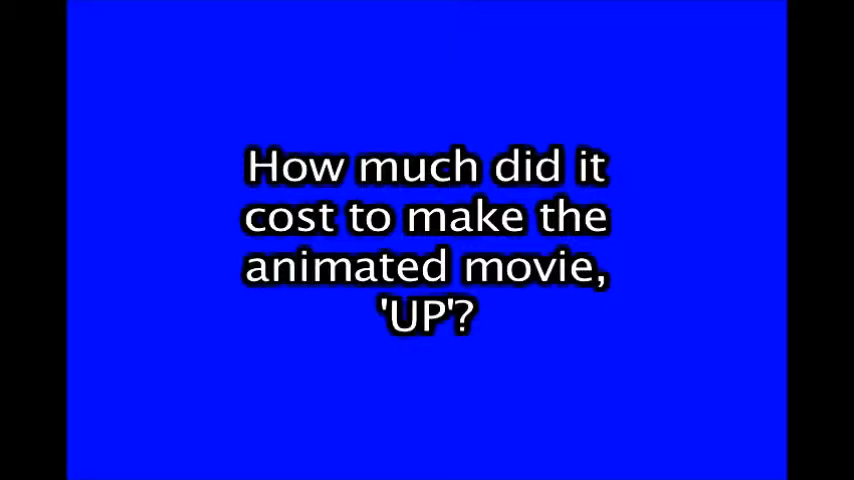 How much did it
cost to make the
animated movie,
'UP'?